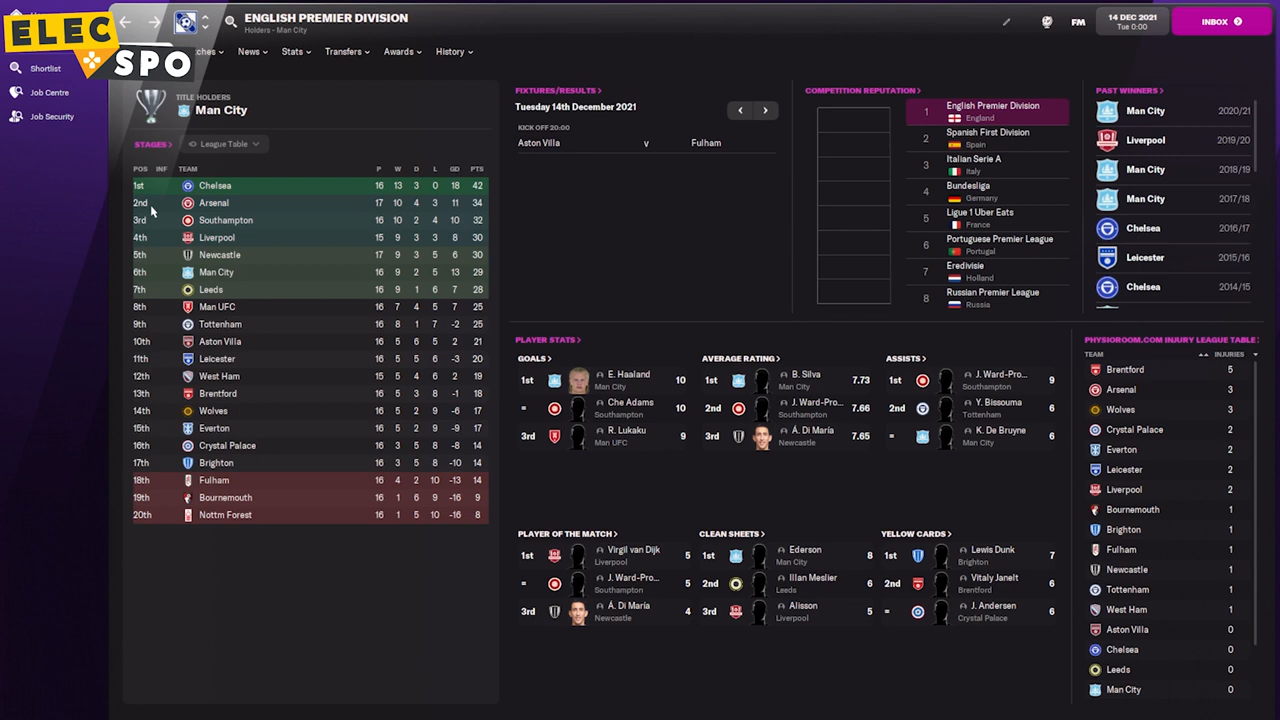 ELEC
SPO
ENGLISH PREMIER DIVISION
Holders - Man City
FM
14 DEC 2021
Tue 0:00
INBOX
News
Stats
Transfers
Awards
History
Shortlist
Job Centre
Job Security
TITLE HOLDERS
Man City
STAGES
League Table
POS INF TEAM P W D L GD PTS
1st Chelsea 16 13 3 0 18 42
2nd Arsenal 17 10 4 3 11 34
3rd Southampton 16 10 2 4 10 32
4th Liverpool 15 9 3 3 8 30
5th Newcastle 17 9 3 5 6 30
6th Man City 16 9 2 5 13 29
7th Leeds 16 9 1 6 7 28
8th Man UFC 16 7 4 5 7 25
9th Tottenham 16 8 1 7 -2 25
10th Aston Villa 16 5 6 5 2 21
11th Leicester 16 5 5 6 -3 20
12th West Ham 15 5 4 6 2 19
13th Brentford 16 5 3 8 -1 18
14th Wolves 16 5 2 9 -6 17
15th Everton 16 5 2 9 -9 17
16th Crystal Palace 16 3 5 8 -8 14
17th Brighton 16 3 5 8 -10 14
18th Fulham 16 4 2 10 -13 14
19th Bournemouth 16 1 6 9 -16 9
20th Nottm Forest 16 1 5 10 -16 8
FIXTURES/RESULTS
Tuesday 14th December 2021
KICK OFF 20:00
Aston Villa v Fulham
COMPETITION REPUTATION
1 English Premier Division
England
2 Spanish First Division
Spain
3 Italian Serie A
Italy
4 Bundesliga
Germany
5 Ligue 1 Uber Eats
France
6 Portuguese Premier League
Portugal
7 Eredivisie
Holland
8 Russian Premier League
Russia
PAST WINNERS
Man City 2020/21
Liverpool 2019/20
Man City 2018/19
Man City 2017/18
Chelsea 2016/17
Leicester 2015/16
Chelsea 2014/15
PLAYER STATS
GOALS
1st E. Haaland 10
Man City
= Che Adams 10
Southampton
3rd R. Lukaku 9
Man UFC
AVERAGE RATING
1st B. Silva 7.73
Man City
2nd J. Ward-Pro... 7.66
Southampton
3rd Á. Di María 7.65
Newcastle
ASSISTS
1st J. Ward-Pro... 9
Southampton
2nd Y. Bissouma 6
Tottenham
= K. De Bruyne 6
Man City
PLAYER OF THE MATCH
1st Virgil van Dijk 5
Liverpool
= J. Ward-Pro... 5
Southampton
3rd Á. Di María 4
Newcastle
CLEAN SHEETS
1st Ederson 8
Man City
2nd Illan Meslier 6
Leeds
3rd Alisson 5
Liverpool
YELLOW CARDS
1st Lewis Dunk 7
Brighton
2nd Vitaly Janelt 6
Brentford
= J. Andersen 6
Crystal Palace
PHYSIOROOM.COM INJURY LEAGUE TABLE
TEAM INJURIES
Brentford 5
Arsenal 3
Wolves 3
Crystal Palace 2
Everton 2
Leicester 2
Liverpool 2
Bournemouth 1
Brighton 1
Fulham 1
Newcastle 1
Tottenham 1
West Ham 1
Aston Villa 0
Chelsea 0
Leeds 0
Man City 0